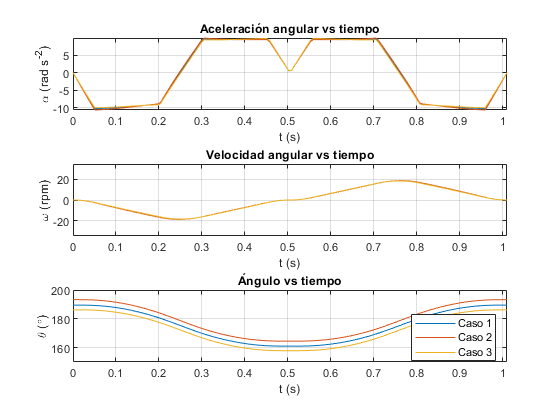 Aceleración angular vs tiempo
α (rad s-2)
5
0
-5
-10
0 0.1 0.2 0.3 0.4 0.5 0.6 0.7 0.8 0.9 1
t (s)
Velocidad angular vs tiempo
ω (rpm)
20
0
-20
0 0.1 0.2 0.3 0.4 0.5 0.6 0.7 0.8 0.9 1
t (s)
Ángulo vs tiempo
θ (°)
200
180
160
Caso 1
Caso 2
Caso 3
0 0.1 0.2 0.3 0.4 0.5 0.6 0.7 0.8 0.9 1
t (s)